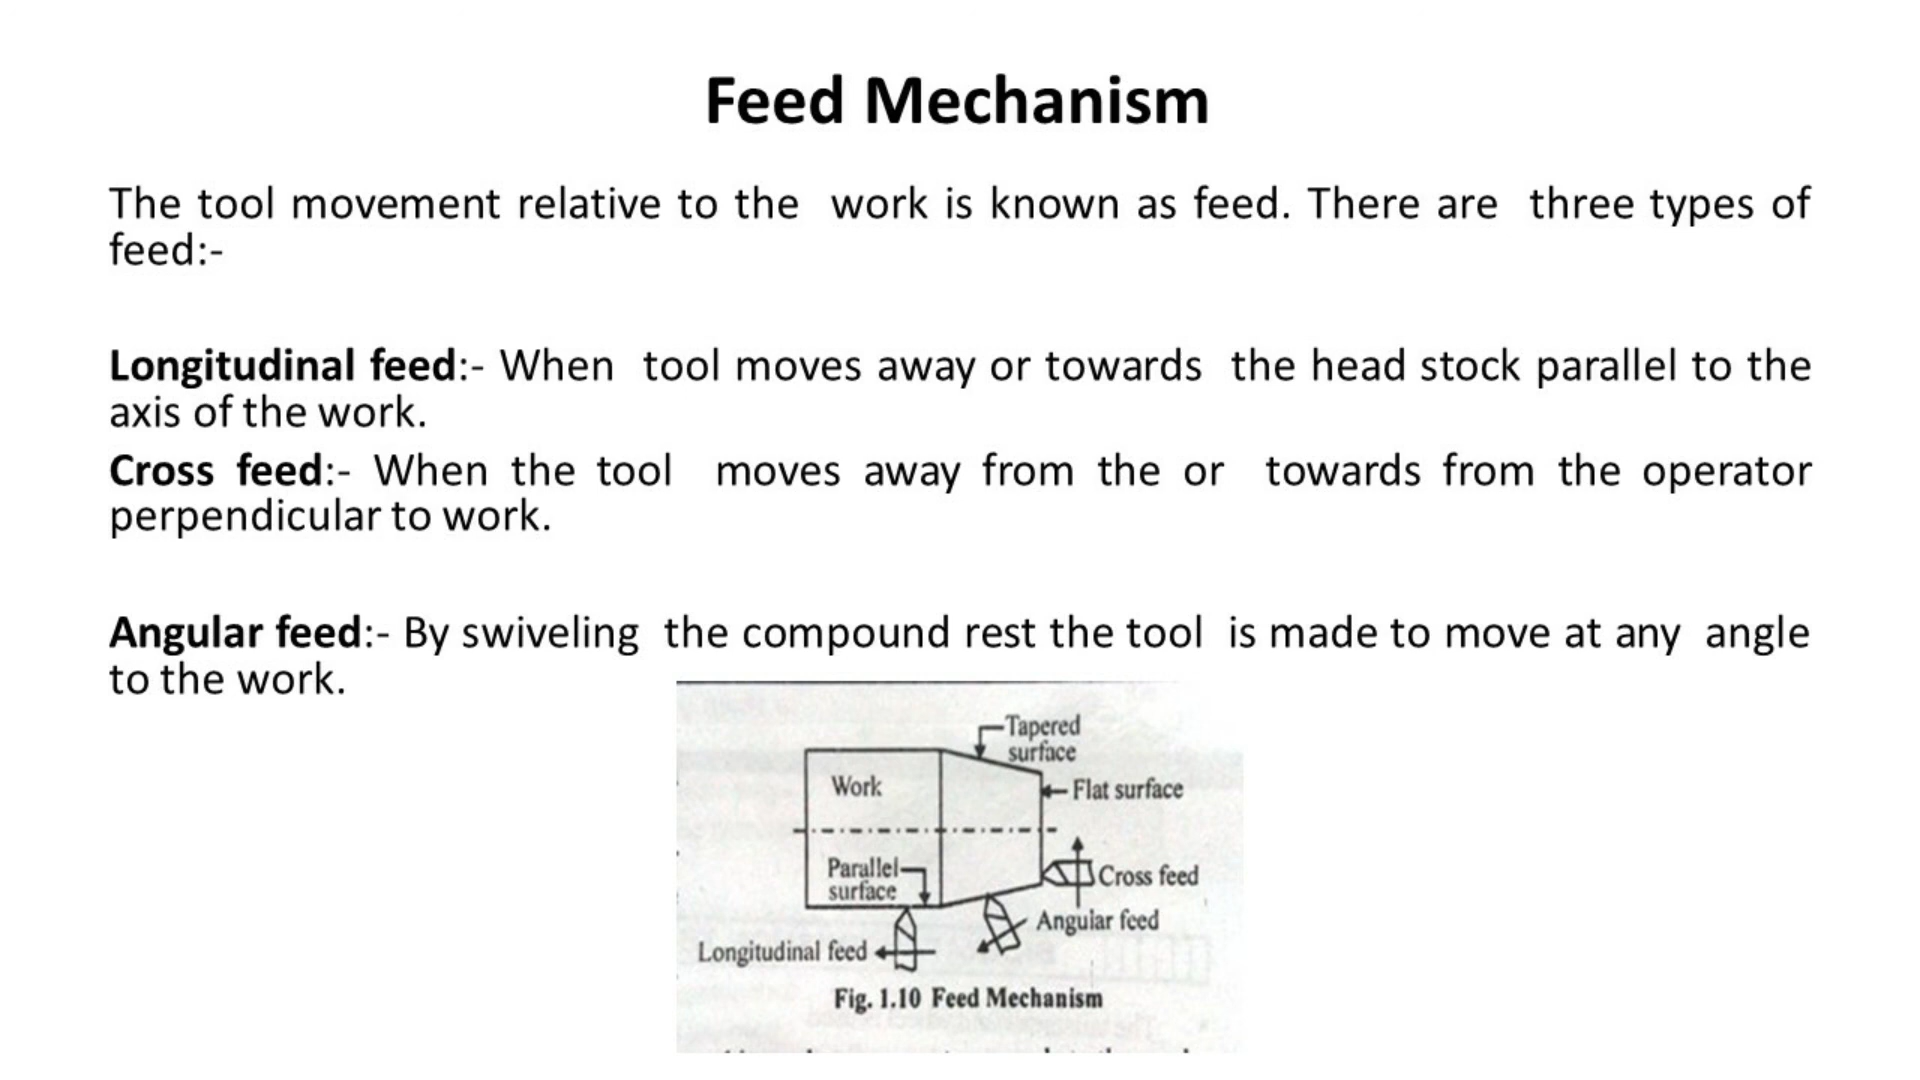 Feed Mechanism
The tool movement relative to the work is known as feed. There are three types of
feed:-
Longitudinal feed:- When tool moves away or towards the head stock parallel to the
axis of the work.
Cross feed:- When the tool moves away from the or towards from the operator
perpendicular to work.
Angular feed:- By swiveling the compound rest the tool is made to move at any angle
to the work.
Tapered
surface
Work
Flat surface
Parallel
surface
Cross feed
Angular feed
Longitudinal feed
Fig. 1.10 Feed Mechanism